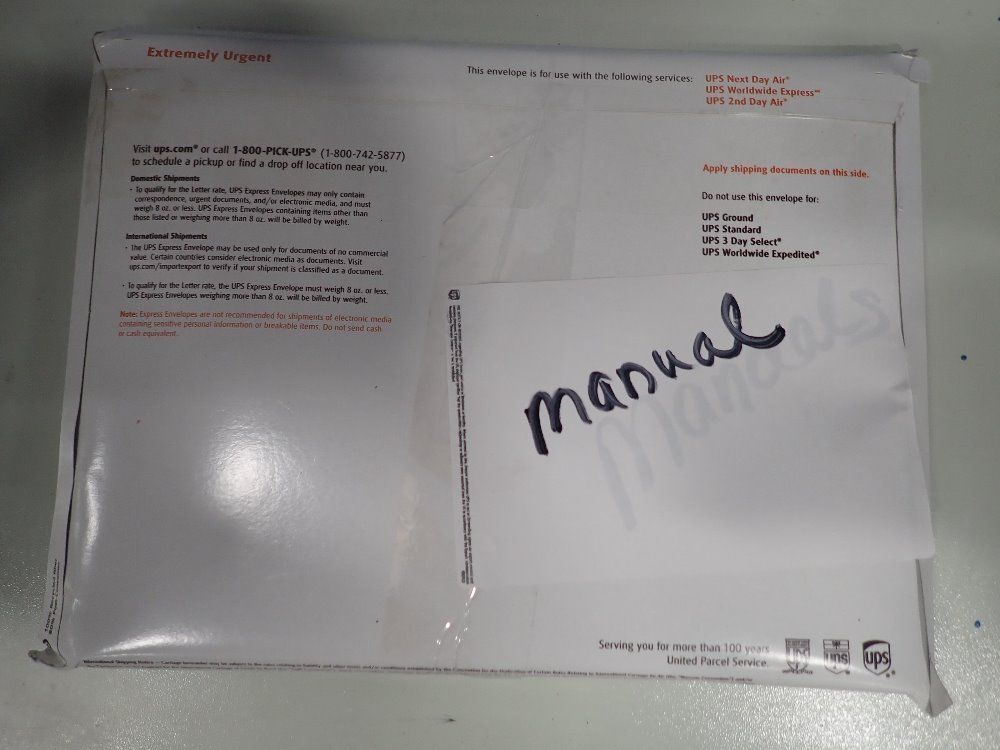 Extremely Urgent
This envelope is for use with the following services:
UPS Next Day Air®
UPS Worldwide Express℠
UPS 2nd Day Air®
Visit ups.com® or call 1-800-PICK-UPS® (1-800-742-5877)
to schedule a pickup or find a drop off location near you.
Domestic Shipments
· To qualify for the Letter rate, UPS Express Envelopes may only contain
correspondence, urgent documents, and/or electronic media, and must
weigh 8 oz. or less. UPS Express Envelopes containing items other than
those listed or weighing more than 8 oz. will be billed by weight.
International Shipments
· The UPS Express Envelope may be used only for documents of no commercial
value. Certain countries consider electronic media as documents. Visit
ups.com/importexport to verify if your shipment is classified as a document.
· To qualify for the Letter rate, the UPS Express Envelope must weigh 8 oz. or less.
UPS Express Envelopes weighing more than 8 oz. will be billed by weight.
Note: Express Envelopes are not recommended for shipments of electronic media
containing sensitive personal information or breakable items. Do not send cash
or cash equivalent.
Apply shipping documents on this side.
Do not use this envelope for:
UPS Ground
UPS Standard
UPS 3 Day Select®
UPS Worldwide Expedited®
manual
Manuals
Serving you for more than 100 years
United Parcel Service.
ups
ups